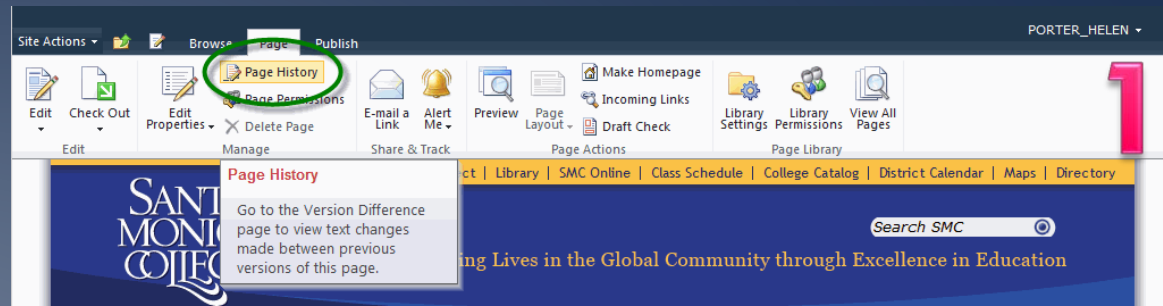 PORTER_HELEN
Site Actions
Browse Page Publish
Page History
Page Permissions
Delete Page
Make Homepage
Incoming Links
Draft Check
Edit Check Out Edit Properties E-mail a Link Alert Me Preview Page Layout Library Settings Library Permissions View All Pages
Edit Manage Share & Track Page Actions Page Library
1
Page History
Go to the Version Difference
page to view text changes
made between previous
versions of this page.
| Library | SMC Online | Class Schedule | College Catalog | District Calendar | Maps | Directory
Search SMC
Lives in the Global Community through Excellence in Education